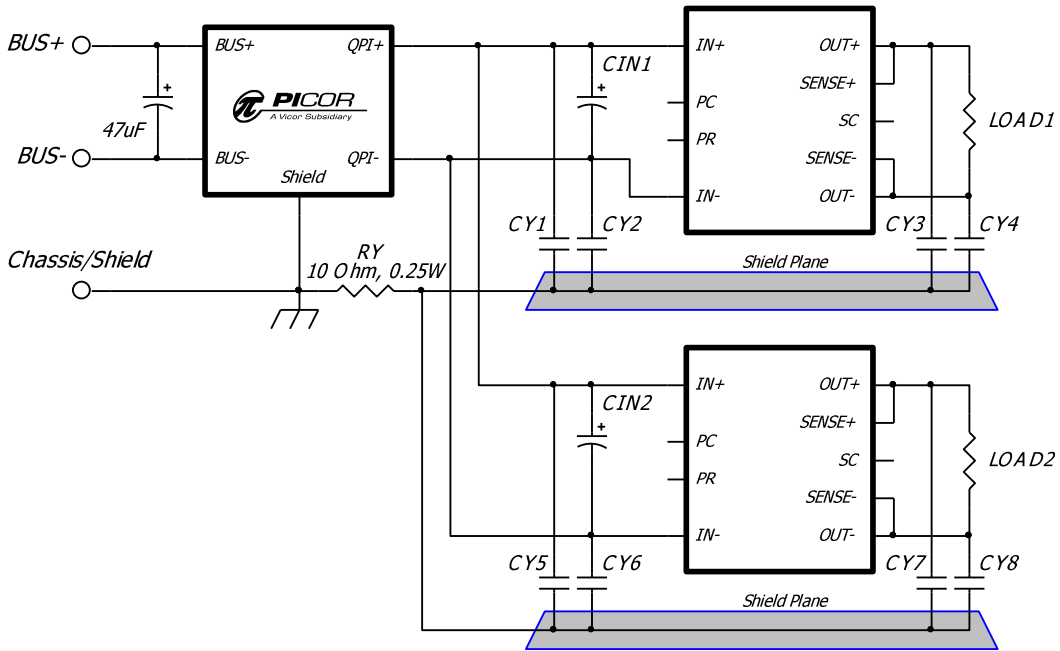 BUS+
BUS-
47uF
BUS+
QPI+
π PICOR
A Vicor Subsidiary
BUS-
QPI-
Shield
Chassis/Shield
RY
10 Ohm, 0.25W
CIN1
CY1
CY2
IN+
OUT+
SENSE+
PC
SC
PR
SENSE-
IN-
OUT-
LOAD1
CY3
CY4
Shield Plane
CIN2
CY5
CY6
IN+
OUT+
SENSE+
PC
SC
PR
SENSE-
IN-
OUT-
LOAD2
CY7
CY8
Shield Plane